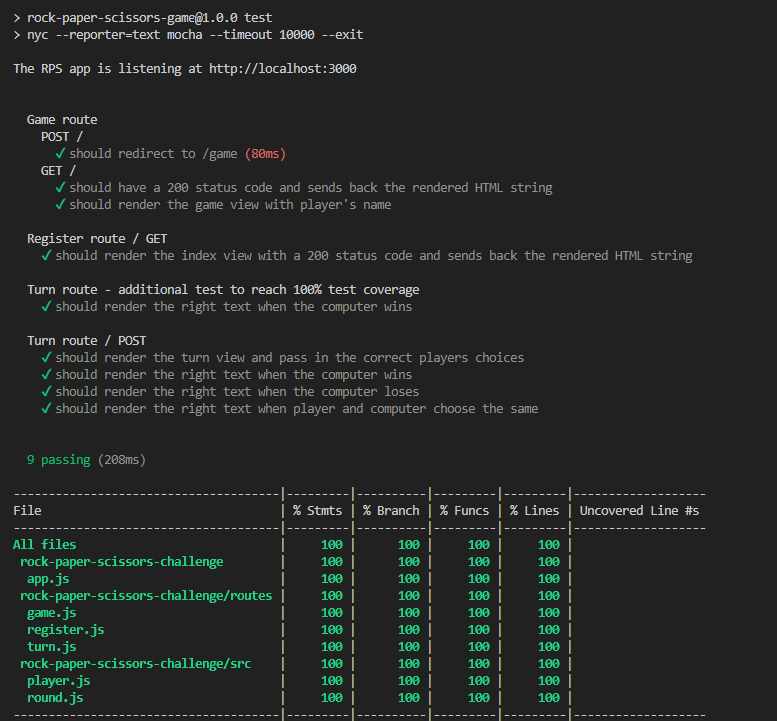 > rock-paper-scissors-game@1.0.0 test
> nyc --reporter=text mocha --timeout 10000 --exit
The RPS app is listening at http://localhost:3000
Game route
POST /
✓ should redirect to /game (80ms)
GET /
✓ should have a 200 status code and sends back the rendered HTML string
✓ should render the game view with player's name
Register route / GET
✓ should render the index view with a 200 status code and sends back the rendered HTML string
Turn route - additional test to reach 100% test coverage
✓ should render the right text when the computer wins
Turn route / POST
✓ should render the turn view and pass in the correct players choices
✓ should render the right text when the computer wins
✓ should render the right text when the computer loses
✓ should render the right text when player and computer choose the same
9 passing (208ms)
--------------------------------------|---------|----------|---------|---------|-------------------
File | % Stmts | % Branch | % Funcs | % Lines | Uncovered Line #s
--------------------------------------|---------|----------|---------|---------|-------------------
All files | 100 | 100 | 100 | 100 |
rock-paper-scissors-challenge | 100 | 100 | 100 | 100 |
app.js | 100 | 100 | 100 | 100 |
rock-paper-scissors-challenge/routes | 100 | 100 | 100 | 100 |
game.js | 100 | 100 | 100 | 100 |
register.js | 100 | 100 | 100 | 100 |
turn.js | 100 | 100 | 100 | 100 |
rock-paper-scissors-challenge/src | 100 | 100 | 100 | 100 |
player.js | 100 | 100 | 100 | 100 |
round.js | 100 | 100 | 100 | 100 |
--------------------------------------|---------|----------|---------|---------|-------------------